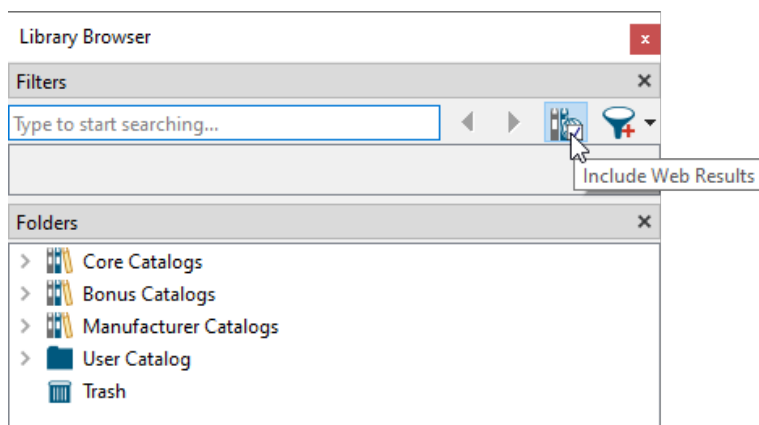 Library Browser
x
Filters
Type to start searching...
Include Web Results
Folders
Core Catalogs
Bonus Catalogs
Manufacturer Catalogs
User Catalog
Trash